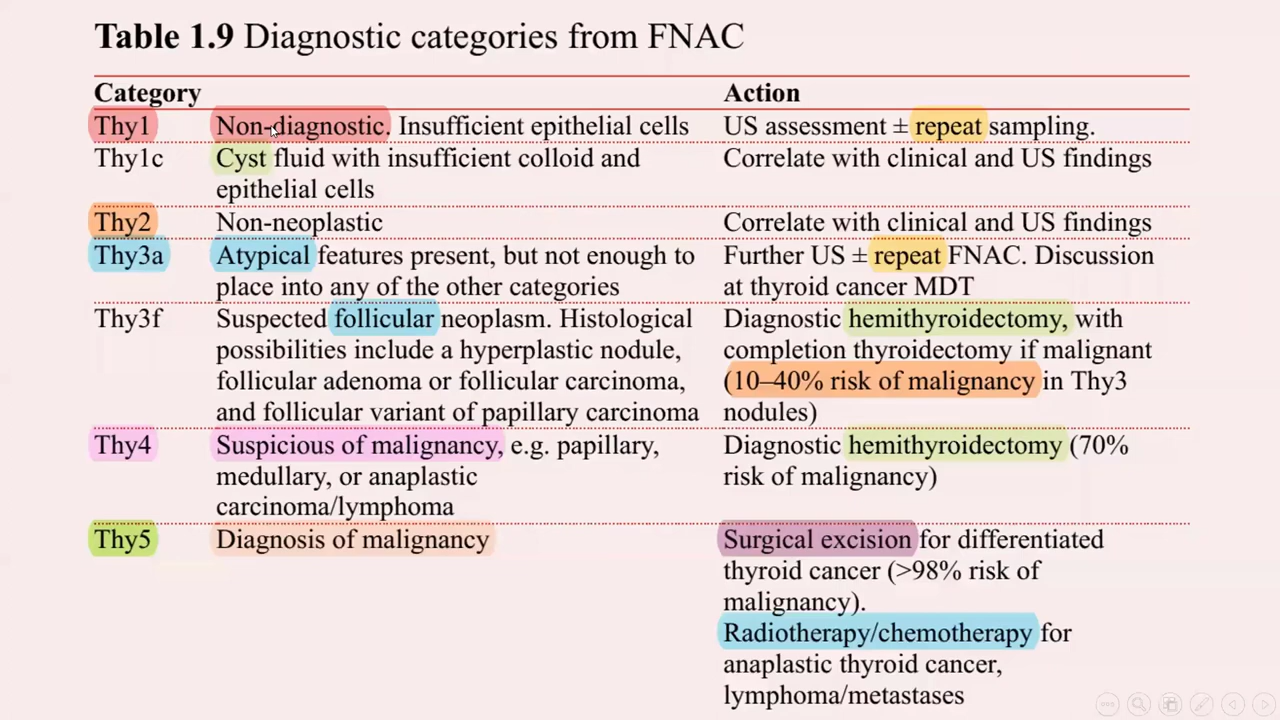 Table 1.9 Diagnostic categories from FNAC
Category Action
Thy1 Non-diagnostic. Insufficient epithelial cells US assessment ± repeat sampling.
Thy1c Cyst fluid with insufficient colloid and Correlate with clinical and US findings
epithelial cells
Thy2 Non-neoplastic Correlate with clinical and US findings
Thy3a Atypical features present, but not enough to Further US ± repeat FNAC. Discussion
place into any of the other categories at thyroid cancer MDT
Thy3f Suspected follicular neoplasm. Histological Diagnostic hemithyroidectomy, with
possibilities include a hyperplastic nodule, completion thyroidectomy if malignant
follicular adenoma or follicular carcinoma, (10–40% risk of malignancy in Thy3
and follicular variant of papillary carcinoma nodules)
Thy4 Suspicious of malignancy, e.g. papillary, Diagnostic hemithyroidectomy (70%
medullary, or anaplastic risk of malignancy)
carcinoma/lymphoma
Thy5 Diagnosis of malignancy Surgical excision for differentiated
thyroid cancer (>98% risk of
malignancy).
Radiotherapy/chemotherapy for
anaplastic thyroid cancer,
lymphoma/metastases